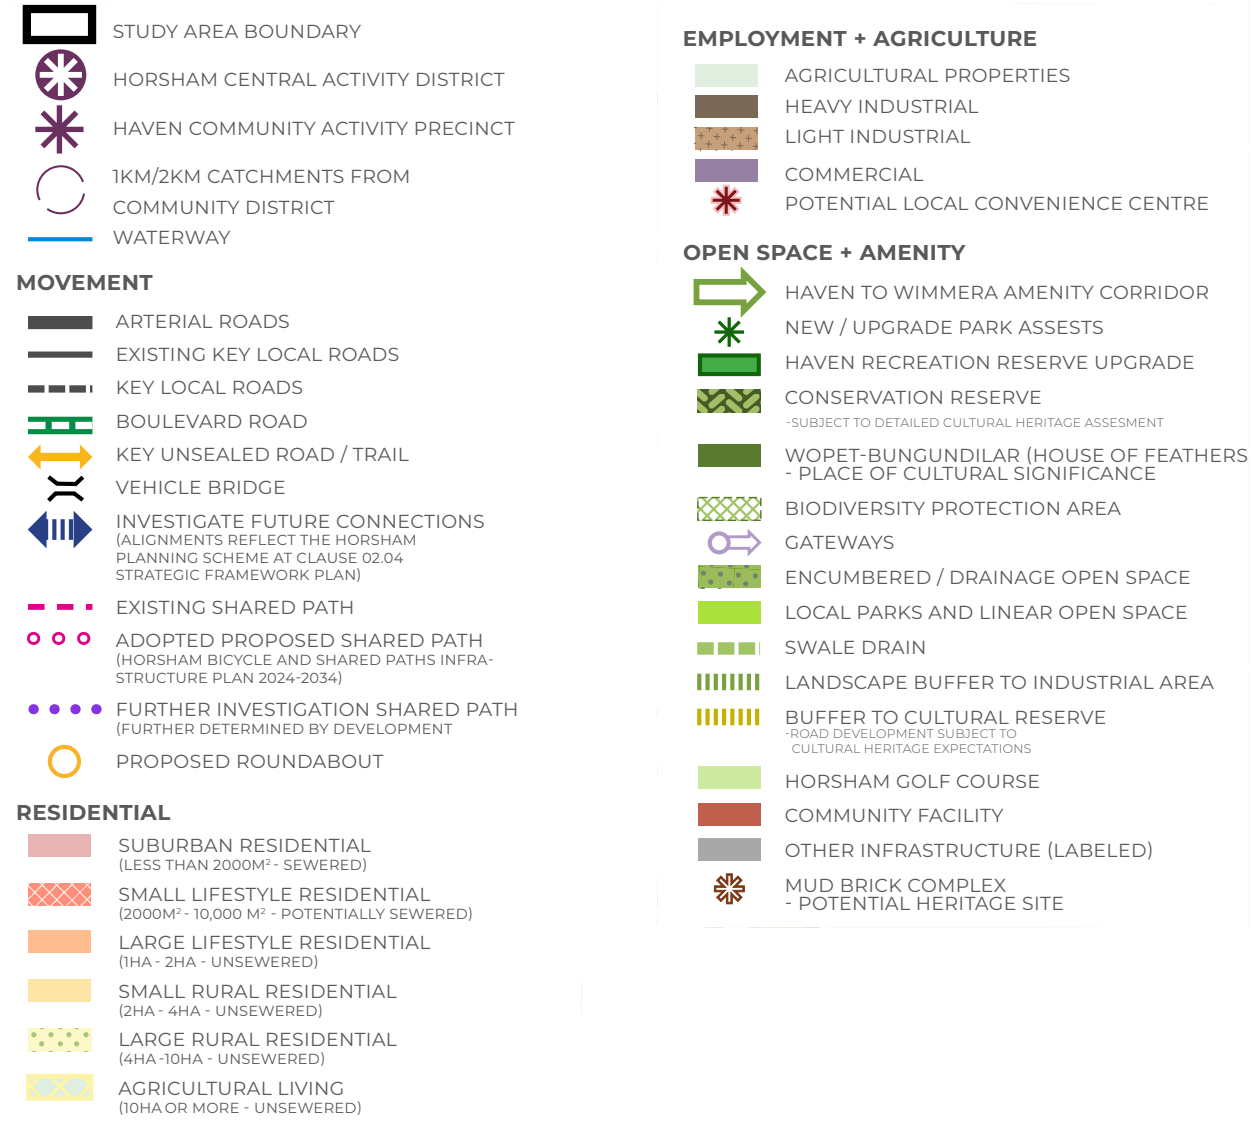 STUDY AREA BOUNDARY
HORSHAM CENTRAL ACTIVITY DISTRICT
HAVEN COMMUNITY ACTIVITY PRECINCT
1KM/2KM CATCHMENTS FROM
COMMUNITY DISTRICT
WATERWAY
MOVEMENT
ARTERIAL ROADS
EXISTING KEY LOCAL ROADS
KEY LOCAL ROADS
BOULEVARD ROAD
KEY UNSEALED ROAD / TRAIL
VEHICLE BRIDGE
INVESTIGATE FUTURE CONNECTIONS
(ALIGNMENTS REFLECT THE HORSHAM
PLANNING SCHEME AT CLAUSE 02.04
STRATEGIC FRAMEWORK PLAN)
EXISTING SHARED PATH
ADOPTED PROPOSED SHARED PATH
(HORSHAM BICYCLE AND SHARED PATHS INFRA-
STRUCTURE PLAN 2024-2034)
FURTHER INVESTIGATION SHARED PATH
(FURTHER DETERMINED BY DEVELOPMENT
PROPOSED ROUNDABOUT
RESIDENTIAL
SUBURBAN RESIDENTIAL
(LESS THAN 2000M² - SEWERED)
SMALL LIFESTYLE RESIDENTIAL
(2000M² - 10,000 M² - POTENTIALLY SEWERED)
LARGE LIFESTYLE RESIDENTIAL
(1HA - 2HA - UNSEWERED)
SMALL RURAL RESIDENTIAL
(2HA - 4HA - UNSEWERED)
LARGE RURAL RESIDENTIAL
(4HA -10HA - UNSEWERED)
AGRICULTURAL LIVING
(10HA OR MORE - UNSEWERED)
EMPLOYMENT + AGRICULTURE
AGRICULTURAL PROPERTIES
HEAVY INDUSTRIAL
LIGHT INDUSTRIAL
COMMERCIAL
POTENTIAL LOCAL CONVENIENCE CENTRE
OPEN SPACE + AMENITY
HAVEN TO WIMMERA AMENITY CORRIDOR
NEW / UPGRADE PARK ASSESTS
HAVEN RECREATION RESERVE UPGRADE
CONSERVATION RESERVE
-SUBJECT TO DETAILED CULTURAL HERITAGE ASSESMENT
WOPET-BUNGUNDILAR (HOUSE OF FEATHERS
- PLACE OF CULTURAL SIGNIFICANCE
BIODIVERSITY PROTECTION AREA
GATEWAYS
ENCUMBERED / DRAINAGE OPEN SPACE
LOCAL PARKS AND LINEAR OPEN SPACE
SWALE DRAIN
LANDSCAPE BUFFER TO INDUSTRIAL AREA
BUFFER TO CULTURAL RESERVE
-ROAD DEVELOPMENT SUBJECT TO
CULTURAL HERITAGE EXPECTATIONS
HORSHAM GOLF COURSE
COMMUNITY FACILITY
OTHER INFRASTRUCTURE (LABELED)
MUD BRICK COMPLEX
- POTENTIAL HERITAGE SITE